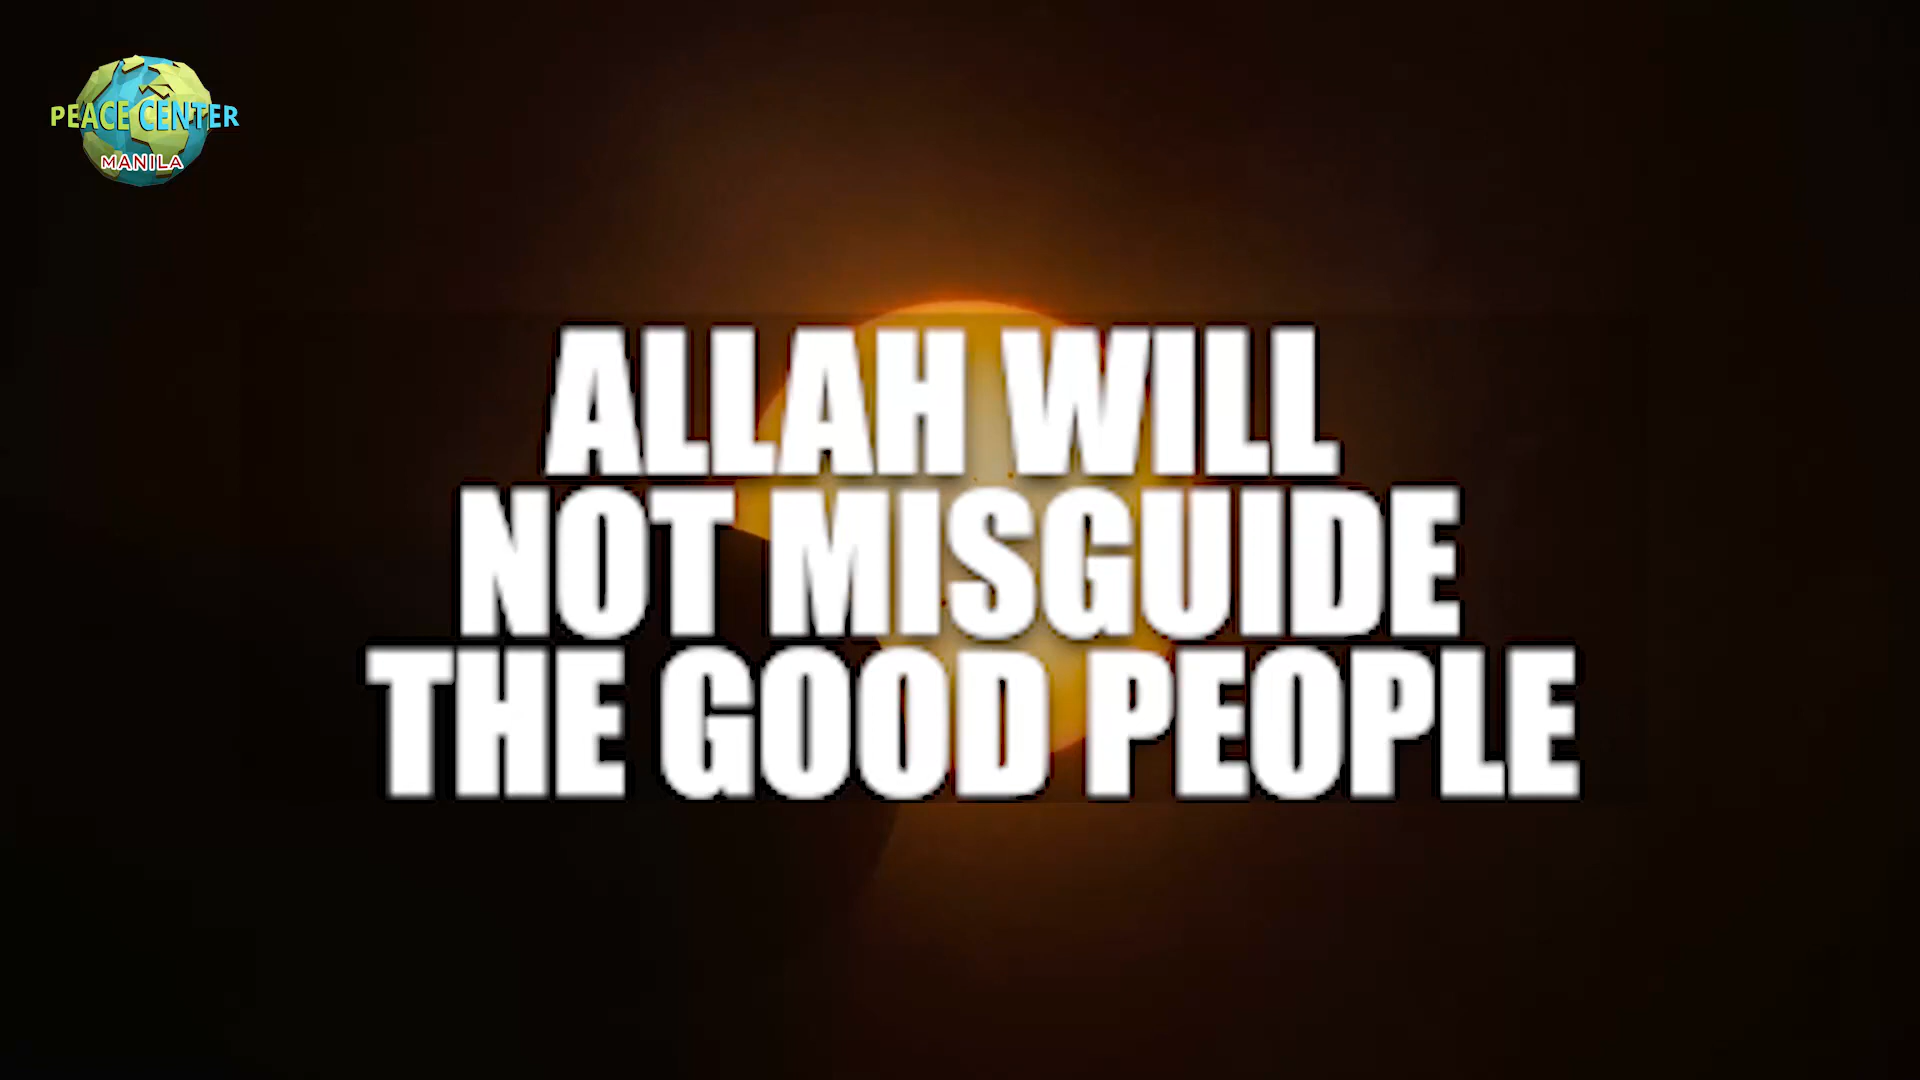 PEACE CENTER
MANILA
ALLAH WILL
NOT MISGUIDE
THE GOOD PEOPLE